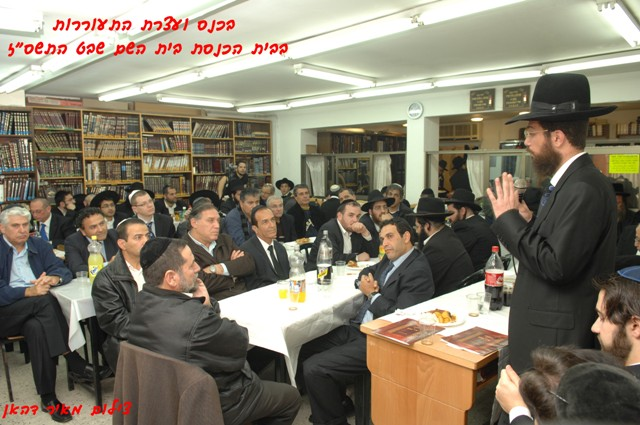 בכנס ועצרת התעוררות
בבית הכנסת בית השם שבט התשס"ז
צילום מאיר דהאן